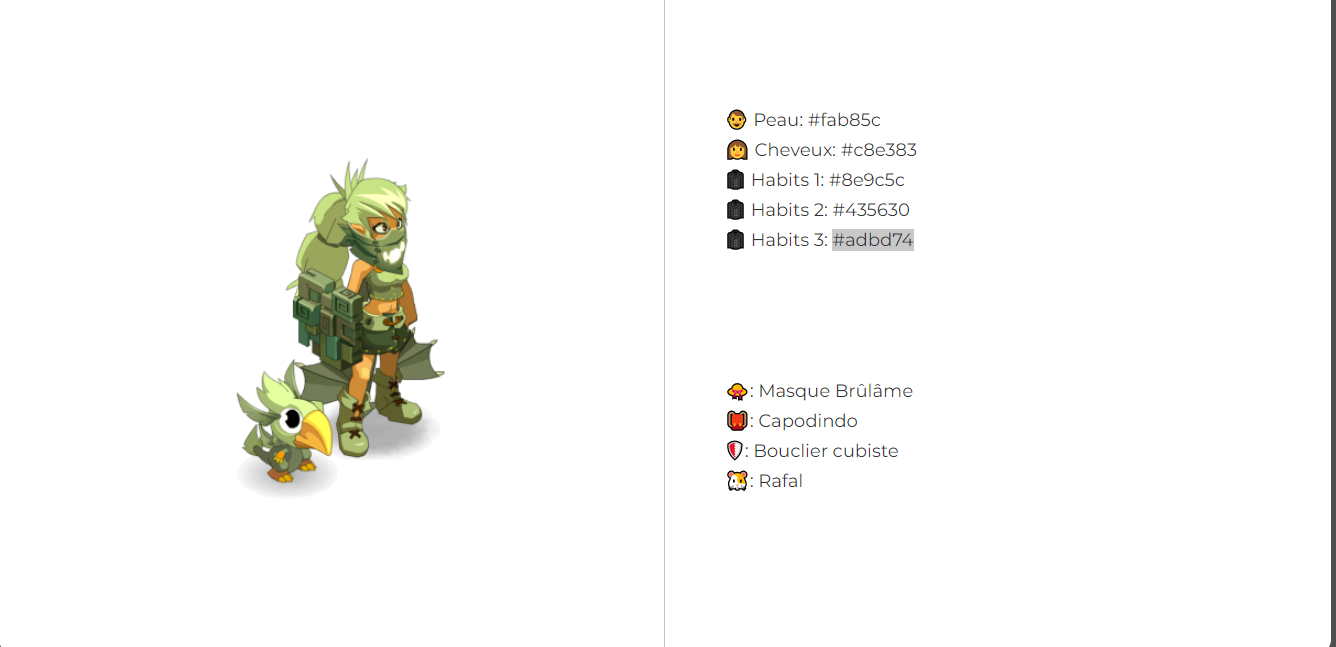 Peau: #fab85c
Cheveux: #c8e383
Habits 1: #8e9c5c
Habits 2: #435630
Habits 3: #adbd74
: Masque Brûlâme
: Capodindo
: Bouclier cubiste
: Rafal